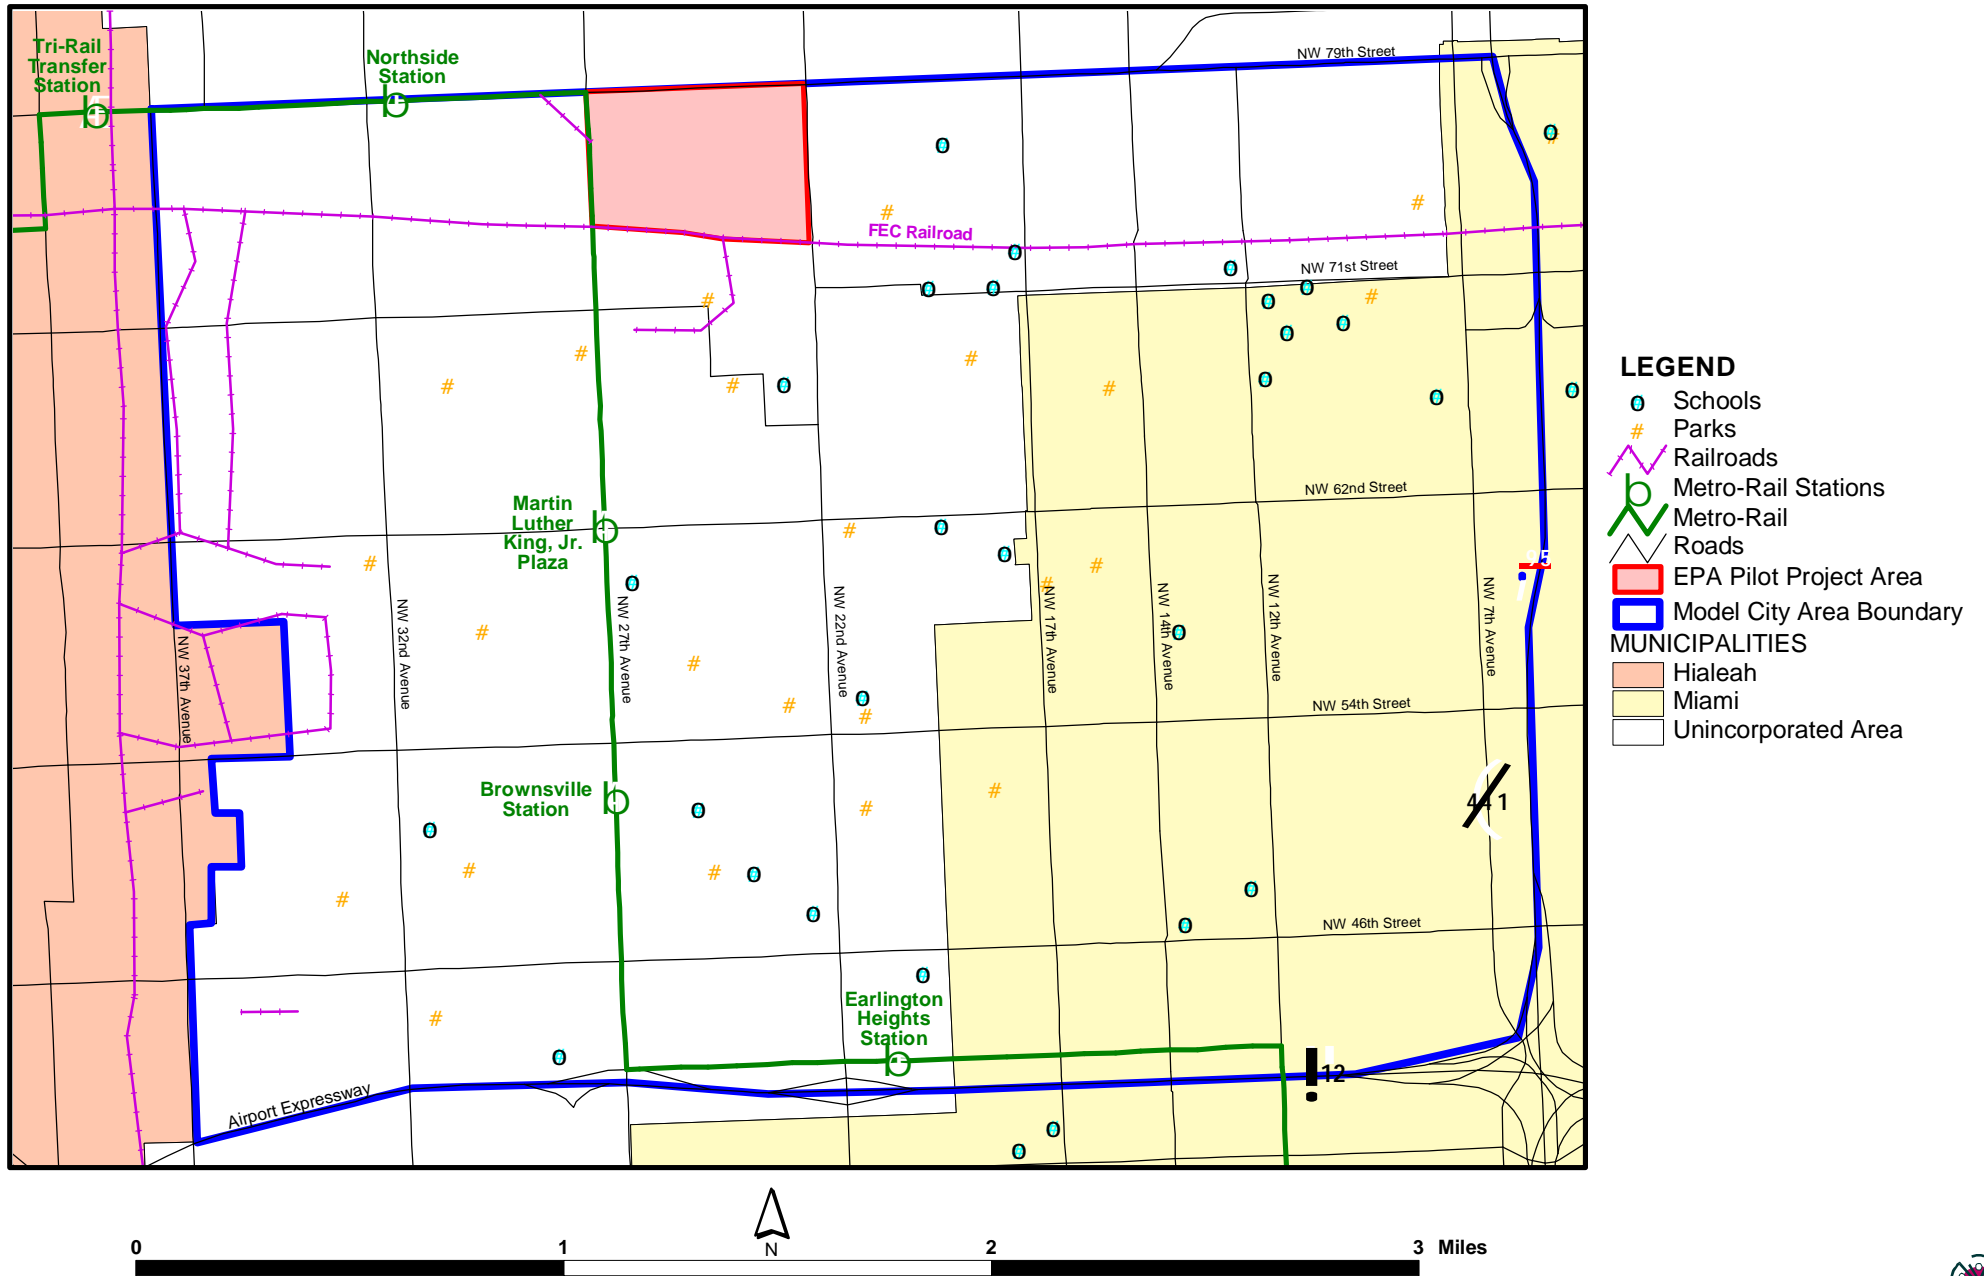 Tri-Rail
Transfer
Station
Northside
Station
NW 79th Street
FEC Railroad
NW 71st Street
NW 62nd Street
Martin
Luther
King, Jr.
Plaza
95
NW 37th Avenue
NW 32nd Avenue
NW 27th Avenue
NW 22nd Avenue
NW 17th Avenue
NW 14th Avenue
NW 12th Avenue
NW 7th Avenue
NW 54th Street
Brownsville
Station
441
NW 46th Street
Earlington
Heights
Station
112
Airport Expressway
LEGEND
Schools
Parks
Railroads
Metro-Rail Stations
Metro-Rail
Roads
EPA Pilot Project Area
Model City Area Boundary
MUNICIPALITIES
Hialeah
Miami
Unincorporated Area
N
0 1 2 3 Miles